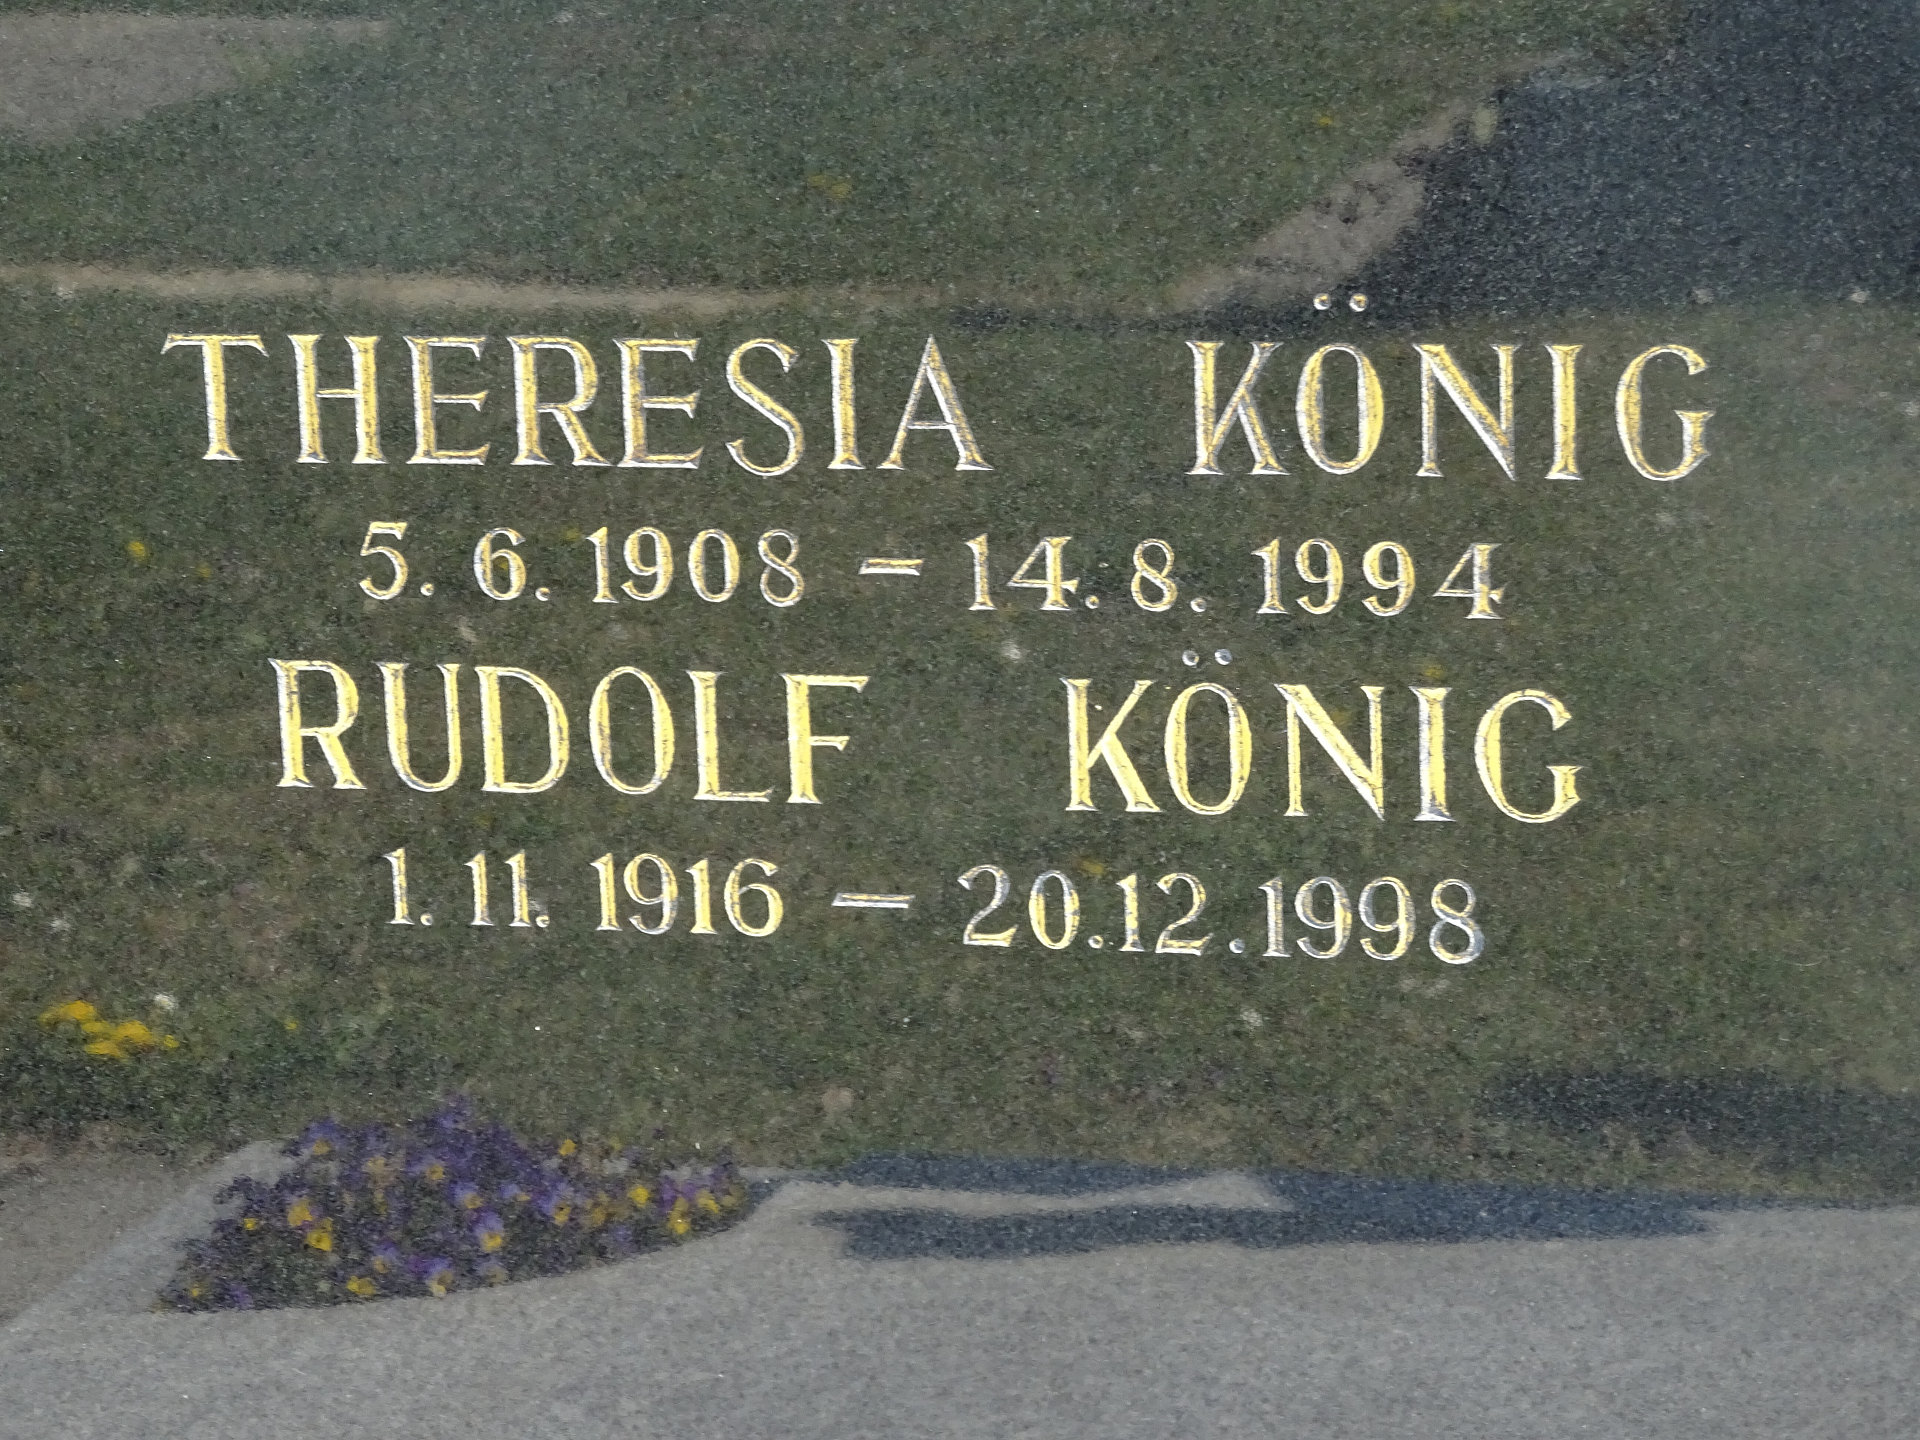 THERESIA KÖNIG
5. 6. 1908 – 14. 8. 1994
RUDOLF KÖNIG
1. 11. 1916 – 20. 12. 1998